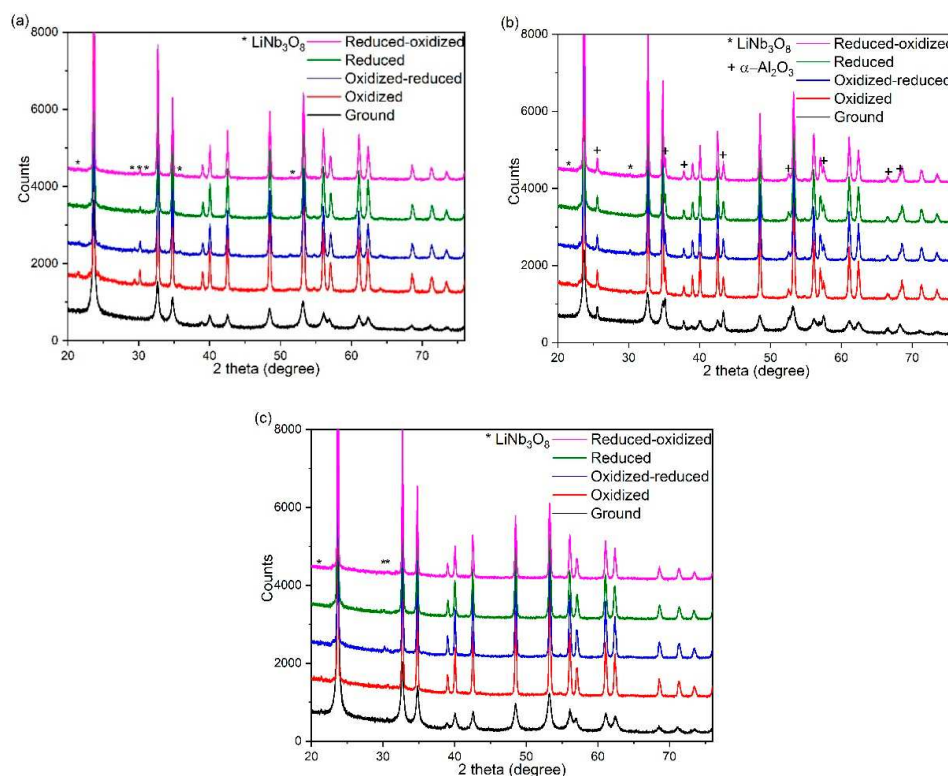 (a)
8000
6000
4000
2000
0
Counts
* LiNb₃O₈
Reduced-oxidized
Reduced
Oxidized-reduced
Oxidized
Ground
*
* * *
*
*
20 30 40 50 60 70
2 theta (degree)
(b)
8000
6000
4000
2000
0
Counts
* LiNb₃O₈
+ α–Al₂O₃
Reduced-oxidized
Reduced
Oxidized-reduced
Oxidized
Ground
* + * + + + + + + +
20 30 40 50 60 70
2 theta (degree)
(c)
8000
6000
4000
2000
0
Counts
* LiNb₃O₈
Reduced-oxidized
Reduced
Oxidized-reduced
Oxidized
Ground
* **
20 30 40 50 60 70
2 theta (degree)